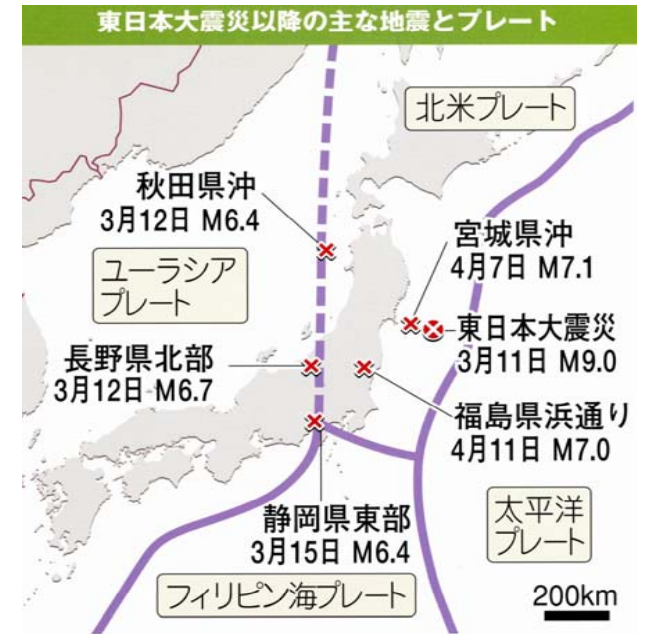 東日本大震災以降の主な地震とプレート
北米プレート
秋田県沖
3月12日 M6.4
宮城県沖
4月7日 M7.1
ユーラシア
プレート
東日本大震災
3月11日 M9.0
長野県北部
3月12日 M6.7
福島県浜通り
4月11日 M7.0
静岡県東部
3月15日 M6.4
太平洋
プレート
フィリピン海プレート
200km